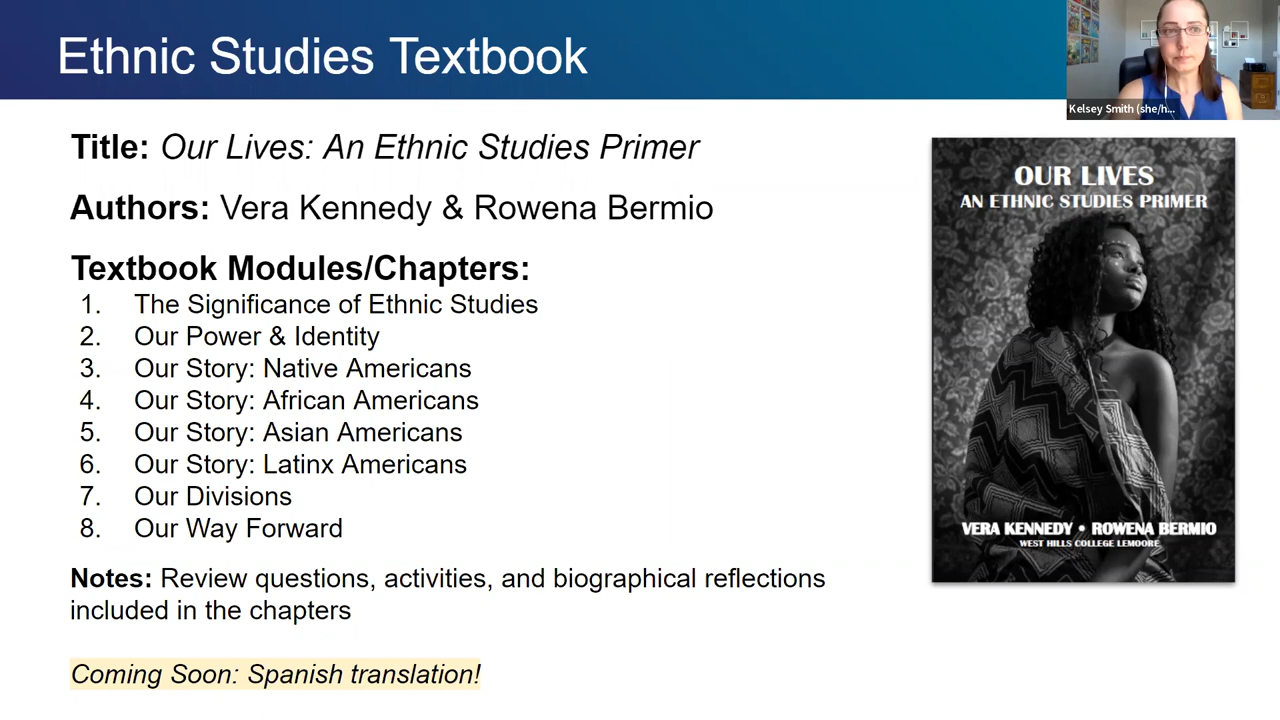 Ethnic Studies Textbook
Kelsey Smith (she/h...
Title: Our Lives: An Ethnic Studies Primer
Authors: Vera Kennedy & Rowena Bermio
Textbook Modules/Chapters:
1. The Significance of Ethnic Studies
2. Our Power & Identity
3. Our Story: Native Americans
4. Our Story: African Americans
5. Our Story: Asian Americans
6. Our Story: Latinx Americans
7. Our Divisions
8. Our Way Forward
Notes: Review questions, activities, and biographical reflections
included in the chapters
Coming Soon: Spanish translation!
OUR LIVES
AN ETHNIC STUDIES PRIMER
VERA KENNEDY • ROWENA BERMIO
WEST HILLS COLLEGE LEMOORE